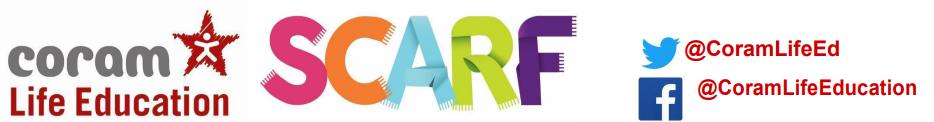 coram
Life Education
SCARF
@CoramLifeEd
@CoramLifeEducation